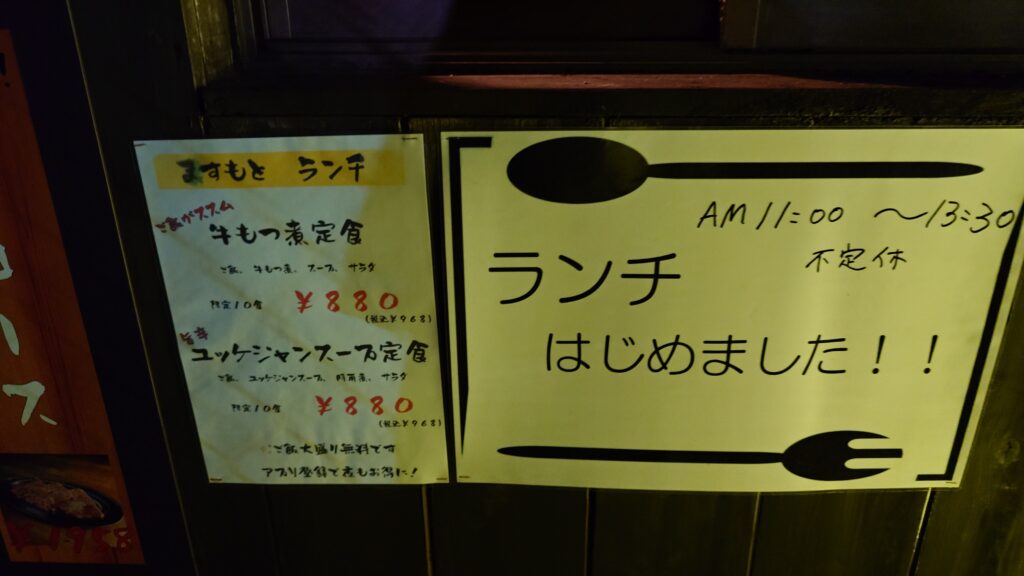 ますもと ランチ
ご飯がススム
牛もつ煮定食
ご飯、牛もつ煮、スープ、サラダ
限定10食 ¥880
(税込¥968)
旨辛
ユッケジャンスープ定食
ご飯、ユッケジャンスープ、サラダ
限定10食 ¥880
(税込¥968)
ご飯大盛り無料です
アプリ登録で更にお得に!
AM11:00 〜13:30
不定休
ランチ
はじめました!!
ース
¥1958